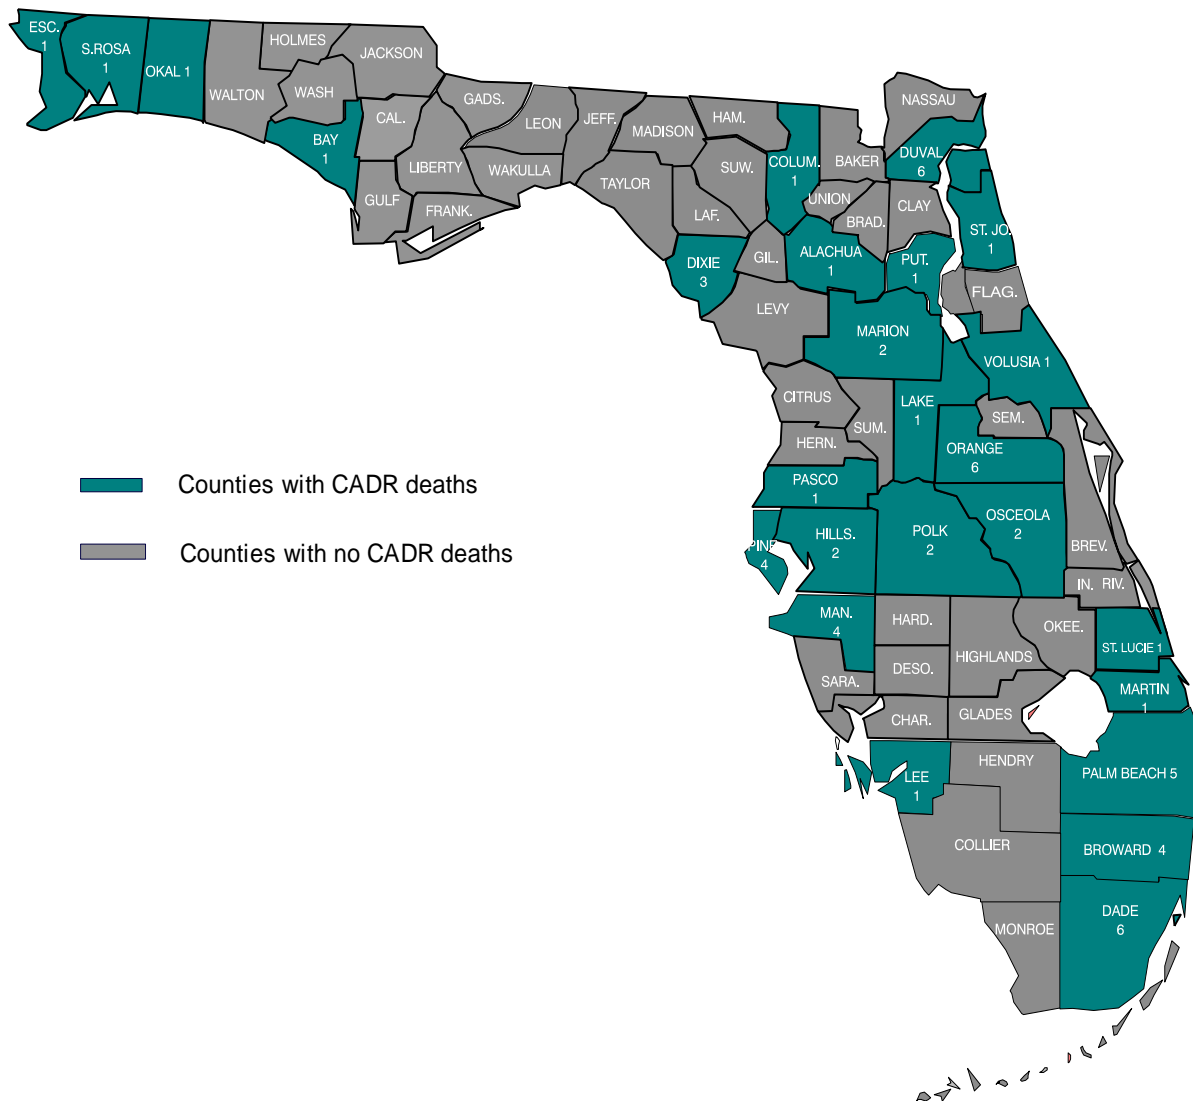 ESC.
1
S.ROSA
1
OKAL 1
WALTON
HOLMES
WASH
JACKSON
BAY
1
CAL.
GULF
LIBERTY
GADS.
FRANK.
LEON
WAKULLA
JEFF.
MADISON
TAYLOR
HAM.
SUW.
LAF.
DIXIE
3
COLUM.
1
GIL.
LEVY
BAKER
UNION
BRAD.
ALACHUA
1
NASSAU
DUVAL
6
CLAY
PUT.
1
ST. JO.
1
FLAG.
MARION
2
VOLUSIA 1
CITRUS
SUM.
LAKE
1
SEM.
HERN.
ORANGE
6
PASCO
1
Counties with CADR deaths
Counties with no CADR deaths
PINE
4
HILLS.
2
POLK
2
OSCEOLA
2
BREV.
IN. RIV.
MAN.
4
HARD.
HIGHLANDS
OKEE.
ST. LUCIE 1
DESO.
SARA.
MARTIN
1
CHAR.
GLADES
LEE
1
HENDRY
PALM BEACH 5
COLLIER
BROWARD 4
MONROE
DADE
6